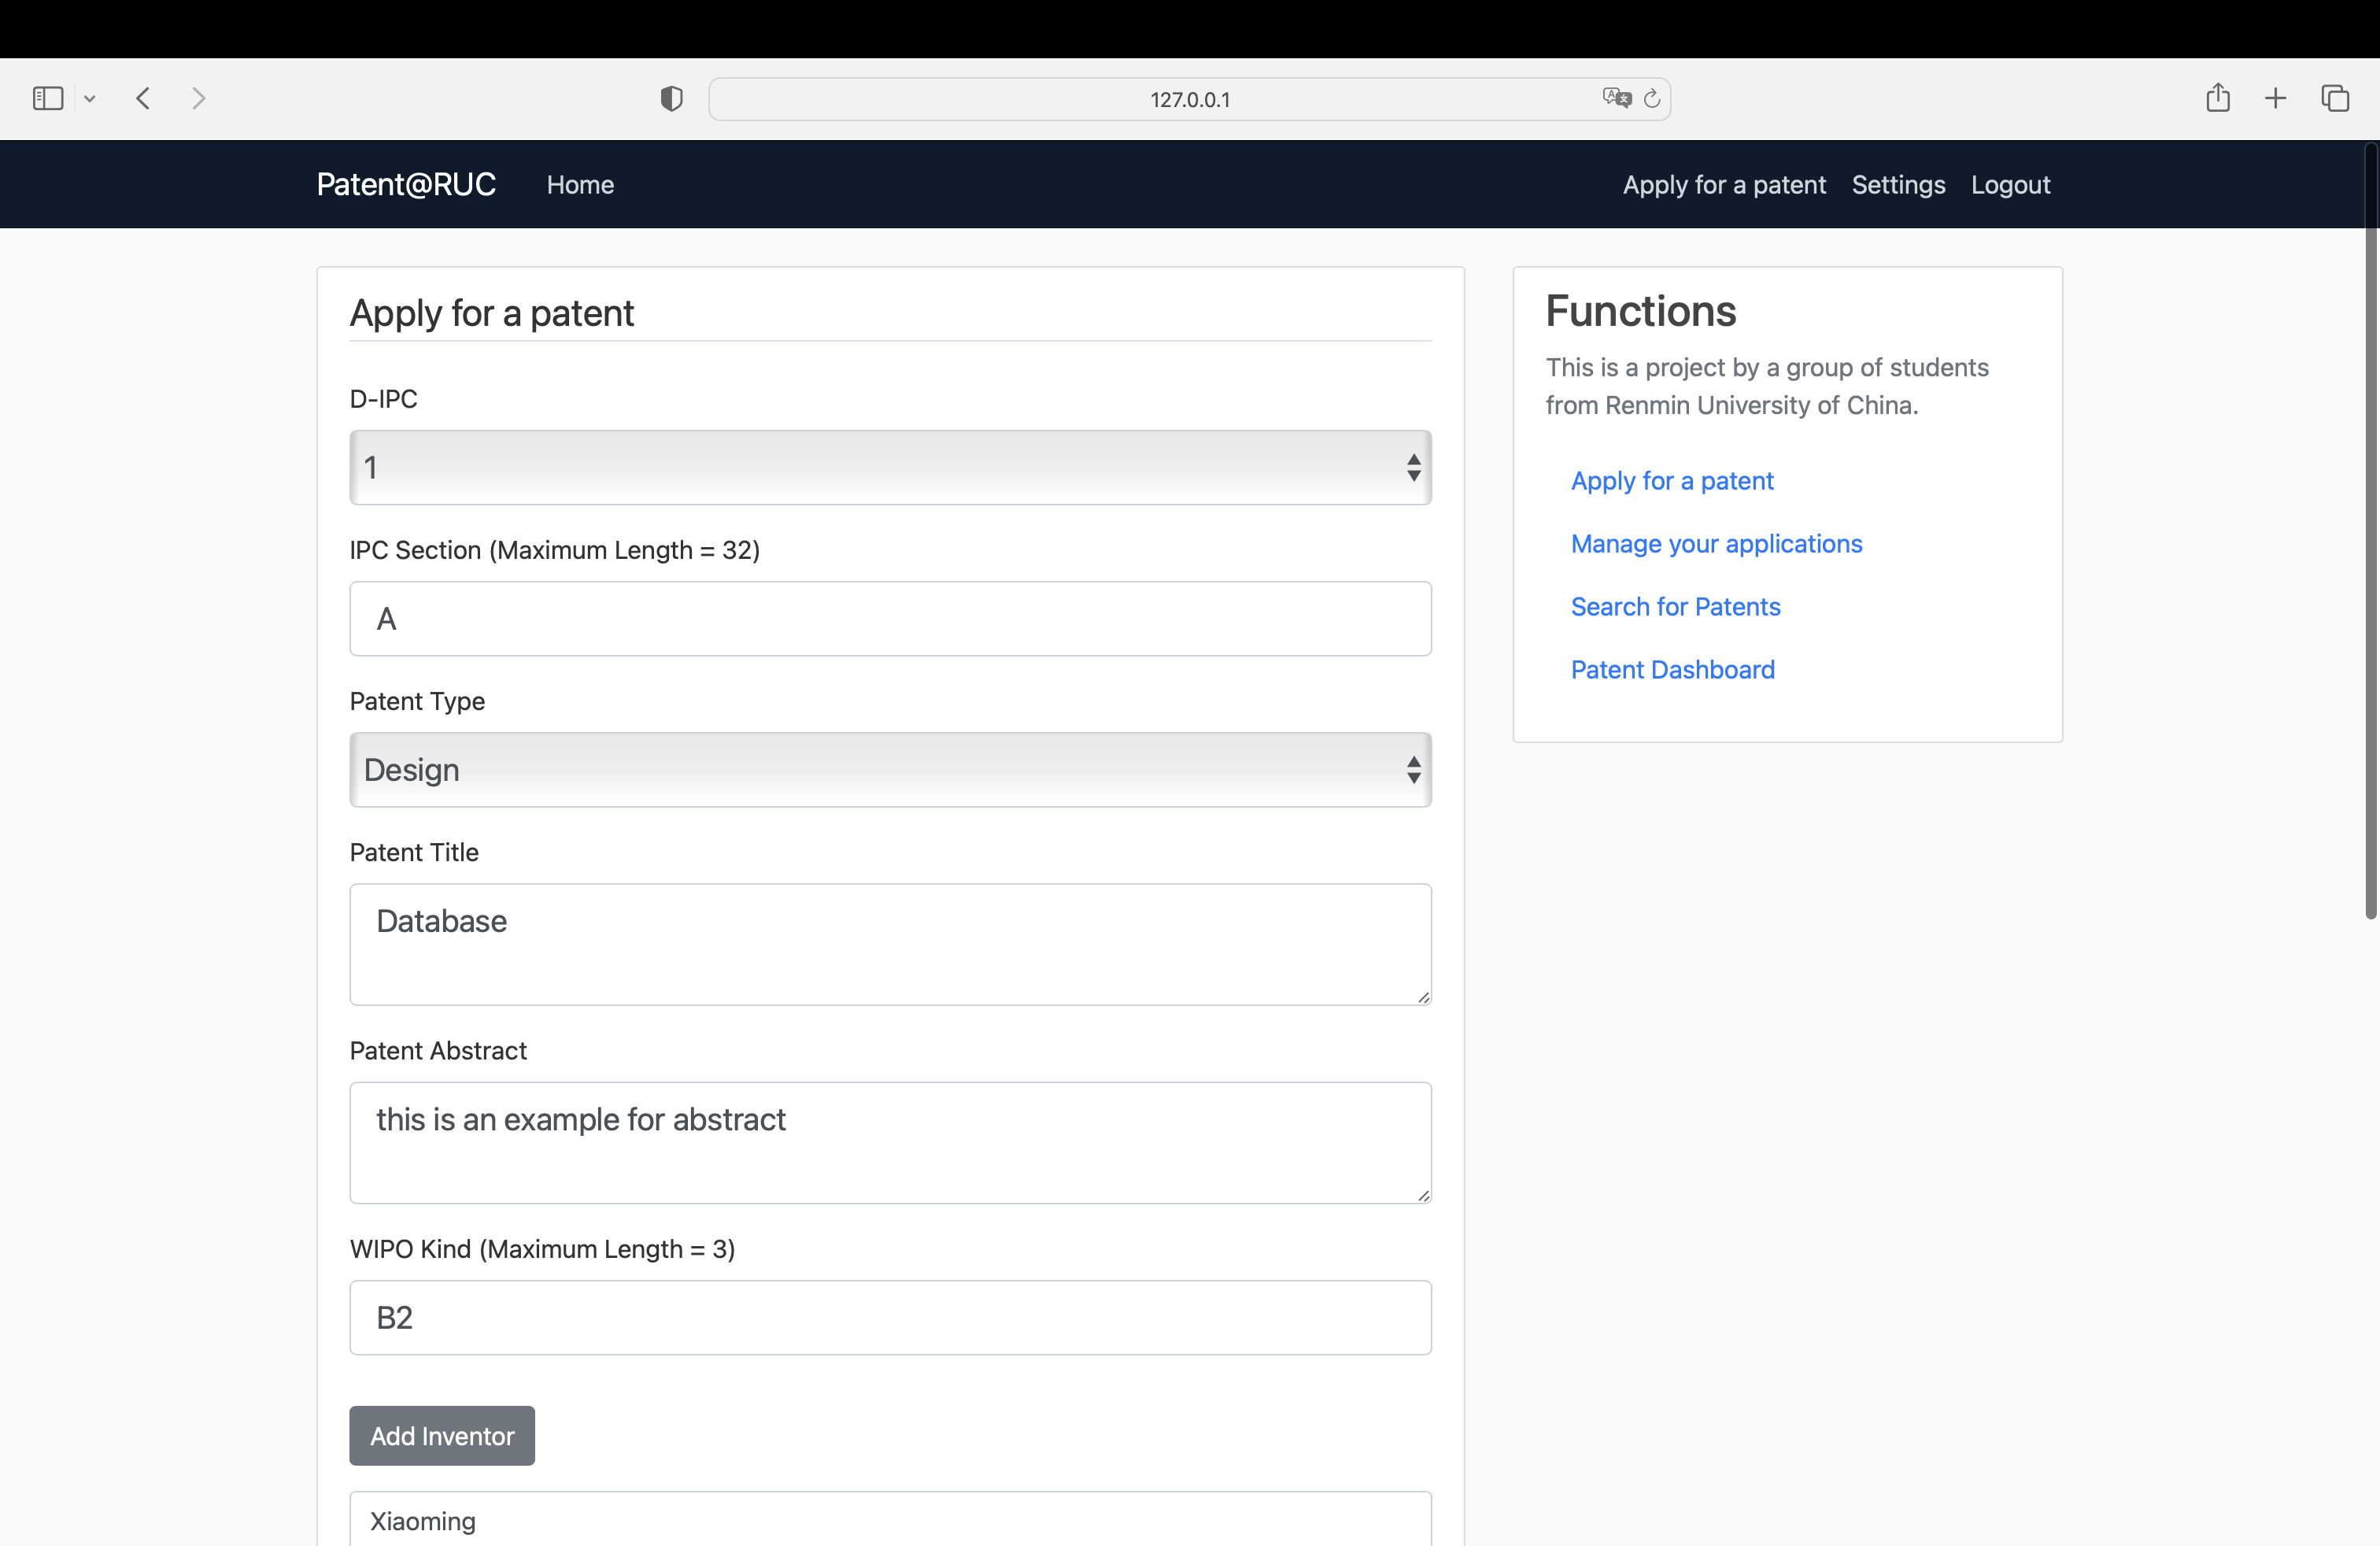 127.0.0.1
Patent@RUC Home Apply for a patent Settings Logout
Apply for a patent
D-IPC
1
IPC Section (Maximum Length = 32)
A
Patent Type
Design
Patent Title
Database
Patent Abstract
this is an example for abstract
WIPO Kind (Maximum Length = 3)
B2
Add Inventor
Xiaoming
Functions
This is a project by a group of students
from Renmin University of China.
Apply for a patent
Manage your applications
Search for Patents
Patent Dashboard